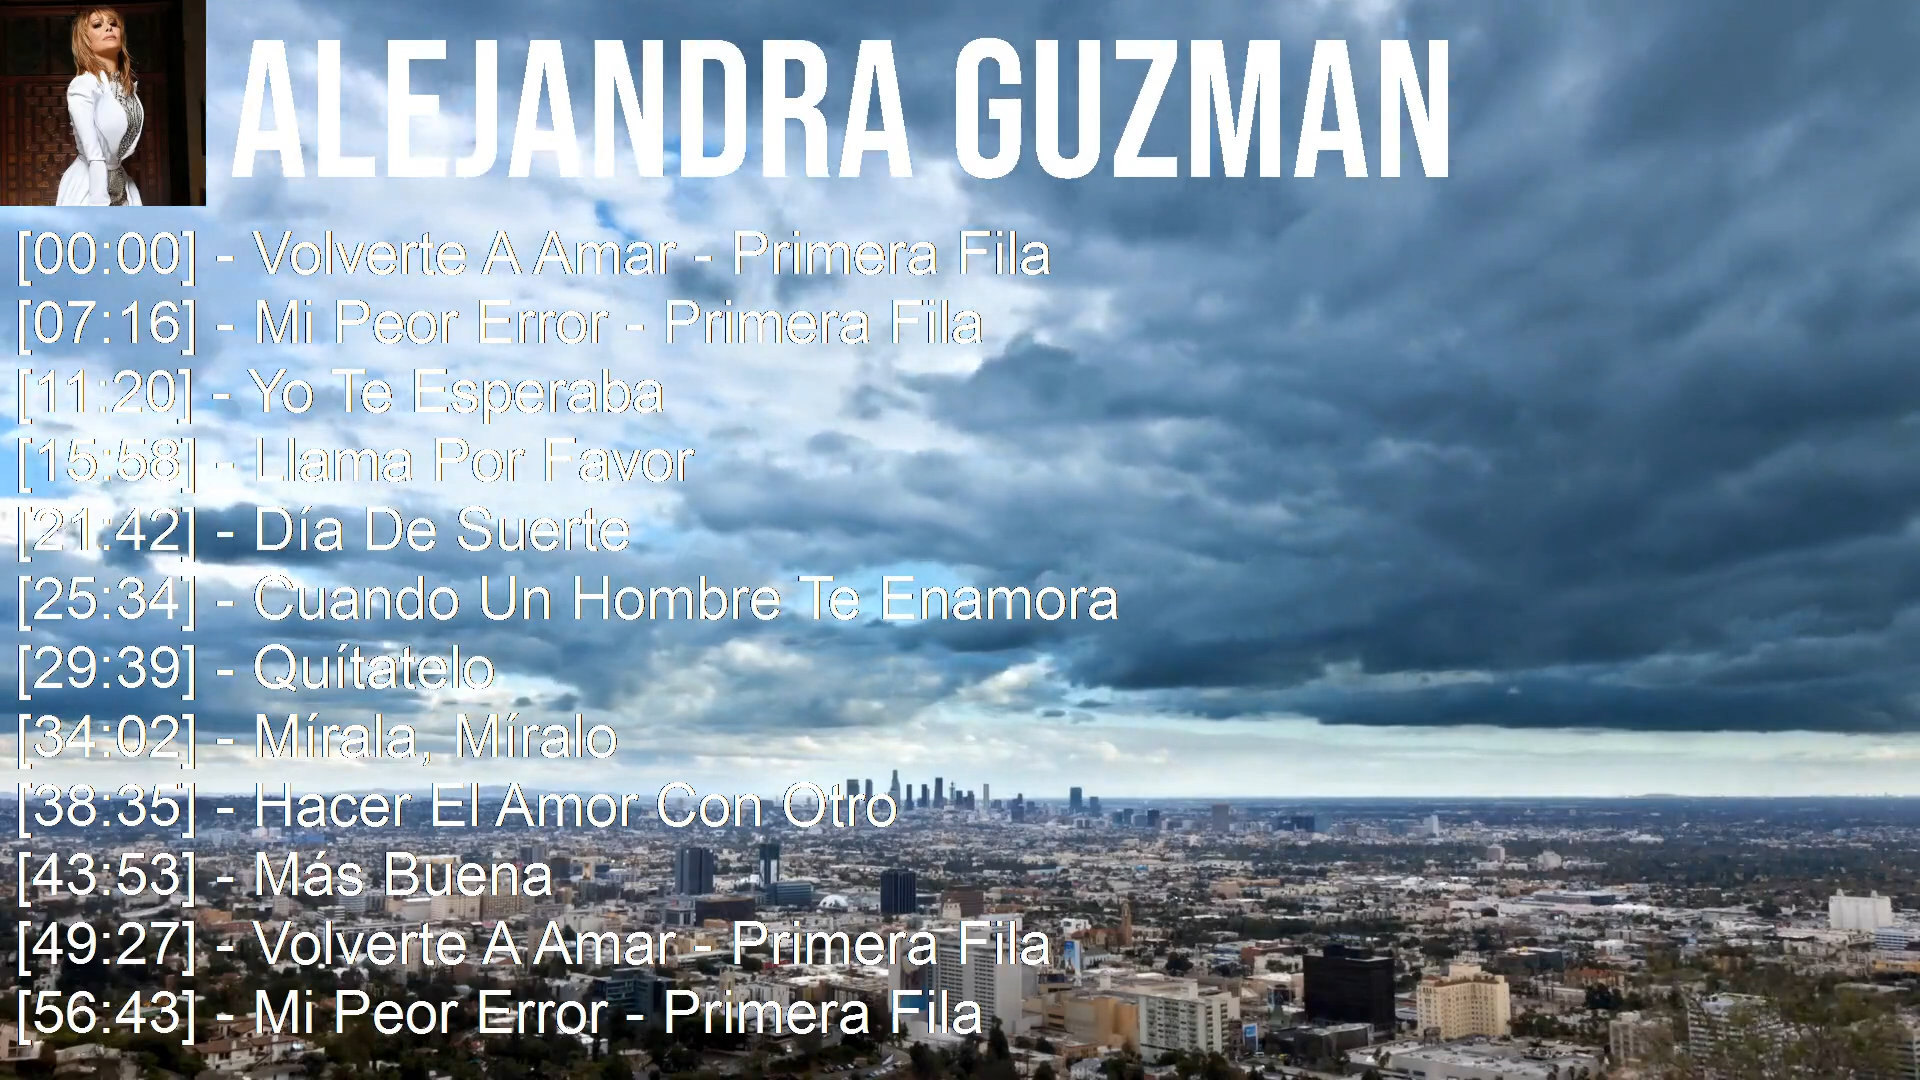 ALEJANDRA GUZMAN
[00:00] - Volverte A Amar - Primera Fila
[07:16] - Mi Peor Error - Primera Fila
[11:20] - Yo Te Esperaba
[15:58] - Llama Por Favor
[21:42] - Día De Suerte
[25:34] - Cuando Un Hombre Te Enamora
[29:39] - Quítatelo
[34:02] - Mírala, Míralo
[38:35] - Hacer El Amor Con Otro
[43:53] - Más Buena
[49:27] - Volverte A Amar - Primera Fila
[56:43] - Mi Peor Error - Primera Fila